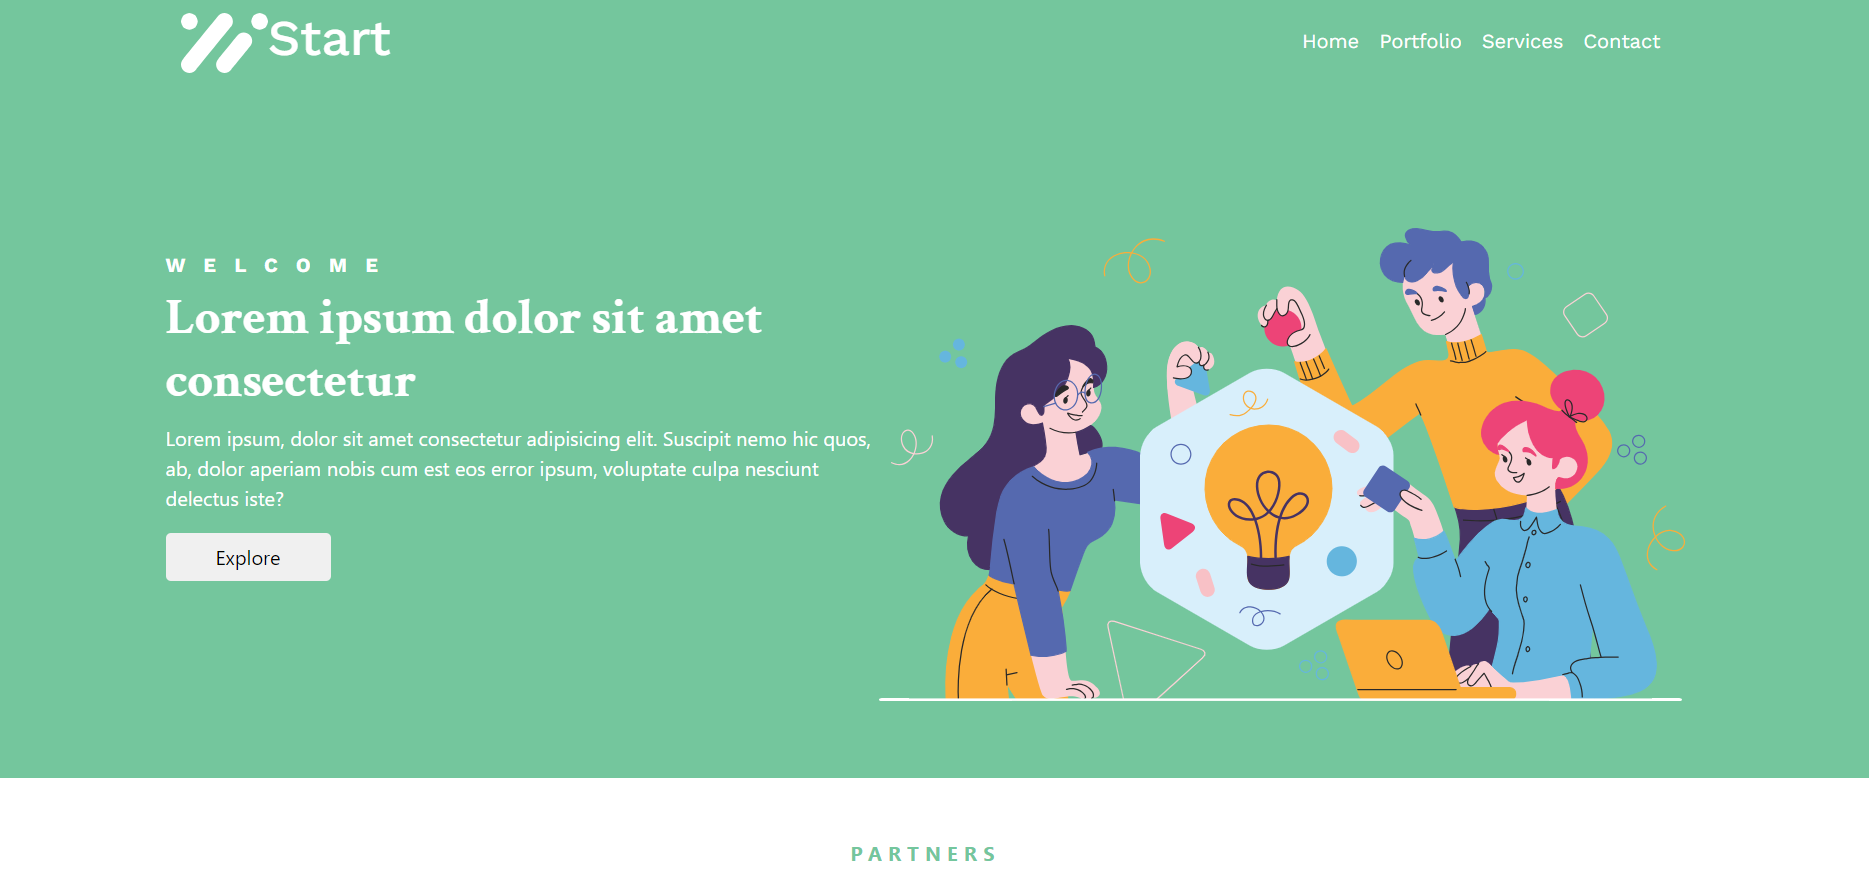 Start
Home Portfolio Services Contact
WELCOME
Lorem ipsum dolor sit amet
consectetur
Lorem ipsum, dolor sit amet consectetur adipisicing elit. Suscipit nemo hic quos,
ab, dolor aperiam nobis cum est eos error ipsum, voluptate culpa nesciunt
delectus iste?
Explore
PARTNERS